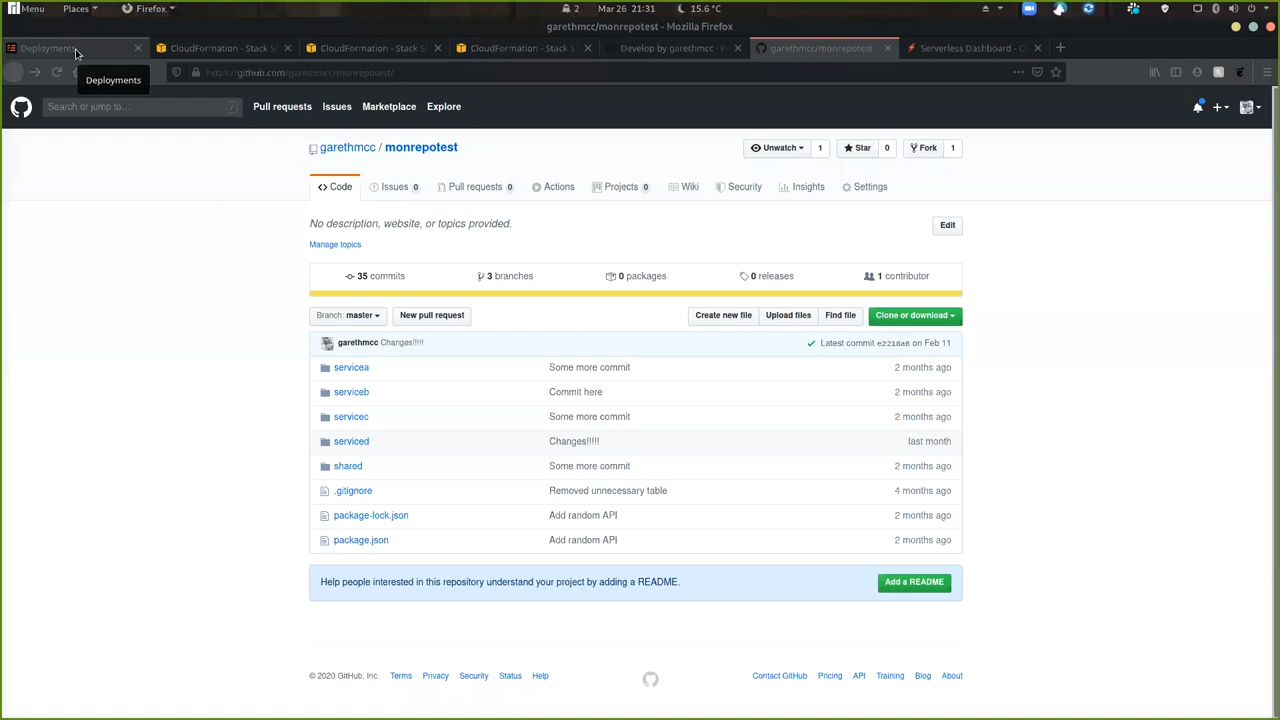 Menu Places Firefox Mar 26 21:31 15.6 °C
garethmcc/monrepotest - Mozilla Firefox
Deployments CloudFormation - Stack S CloudFormation - Stack S CloudFormation - Stack S Develop by garethmcc · P garethmcc/monrepotest Serverless Dashboard - Cl
https://github.com/garethmcc/monrepotest/
Deployments
Search or jump to... / Pull requests Issues Marketplace Explore
garethmcc / monrepotest Unwatch 1 Star 0 Fork 1
Code Issues 0 Pull requests 0 Actions Projects 0 Wiki Security Insights Settings
No description, website, or topics provided. Edit
Manage topics
35 commits 3 branches 0 packages 0 releases 1 contributor
Branch: master New pull request Create new file Upload files Find file Clone or download
garethmcc Changes!!!!! Latest commit e2218a6 on Feb 11
servicea Some more commit 2 months ago
serviceb Commit here 2 months ago
servicec Some more commit 2 months ago
serviced Changes!!!!! last month
shared Some more commit 2 months ago
.gitignore Removed unnecessary table 4 months ago
package-lock.json Add random API 2 months ago
package.json Add random API 2 months ago
Help people interested in this repository understand your project by adding a README. Add a README
© 2020 GitHub, Inc. Terms Privacy Security Status Help Contact GitHub Pricing API Training Blog About